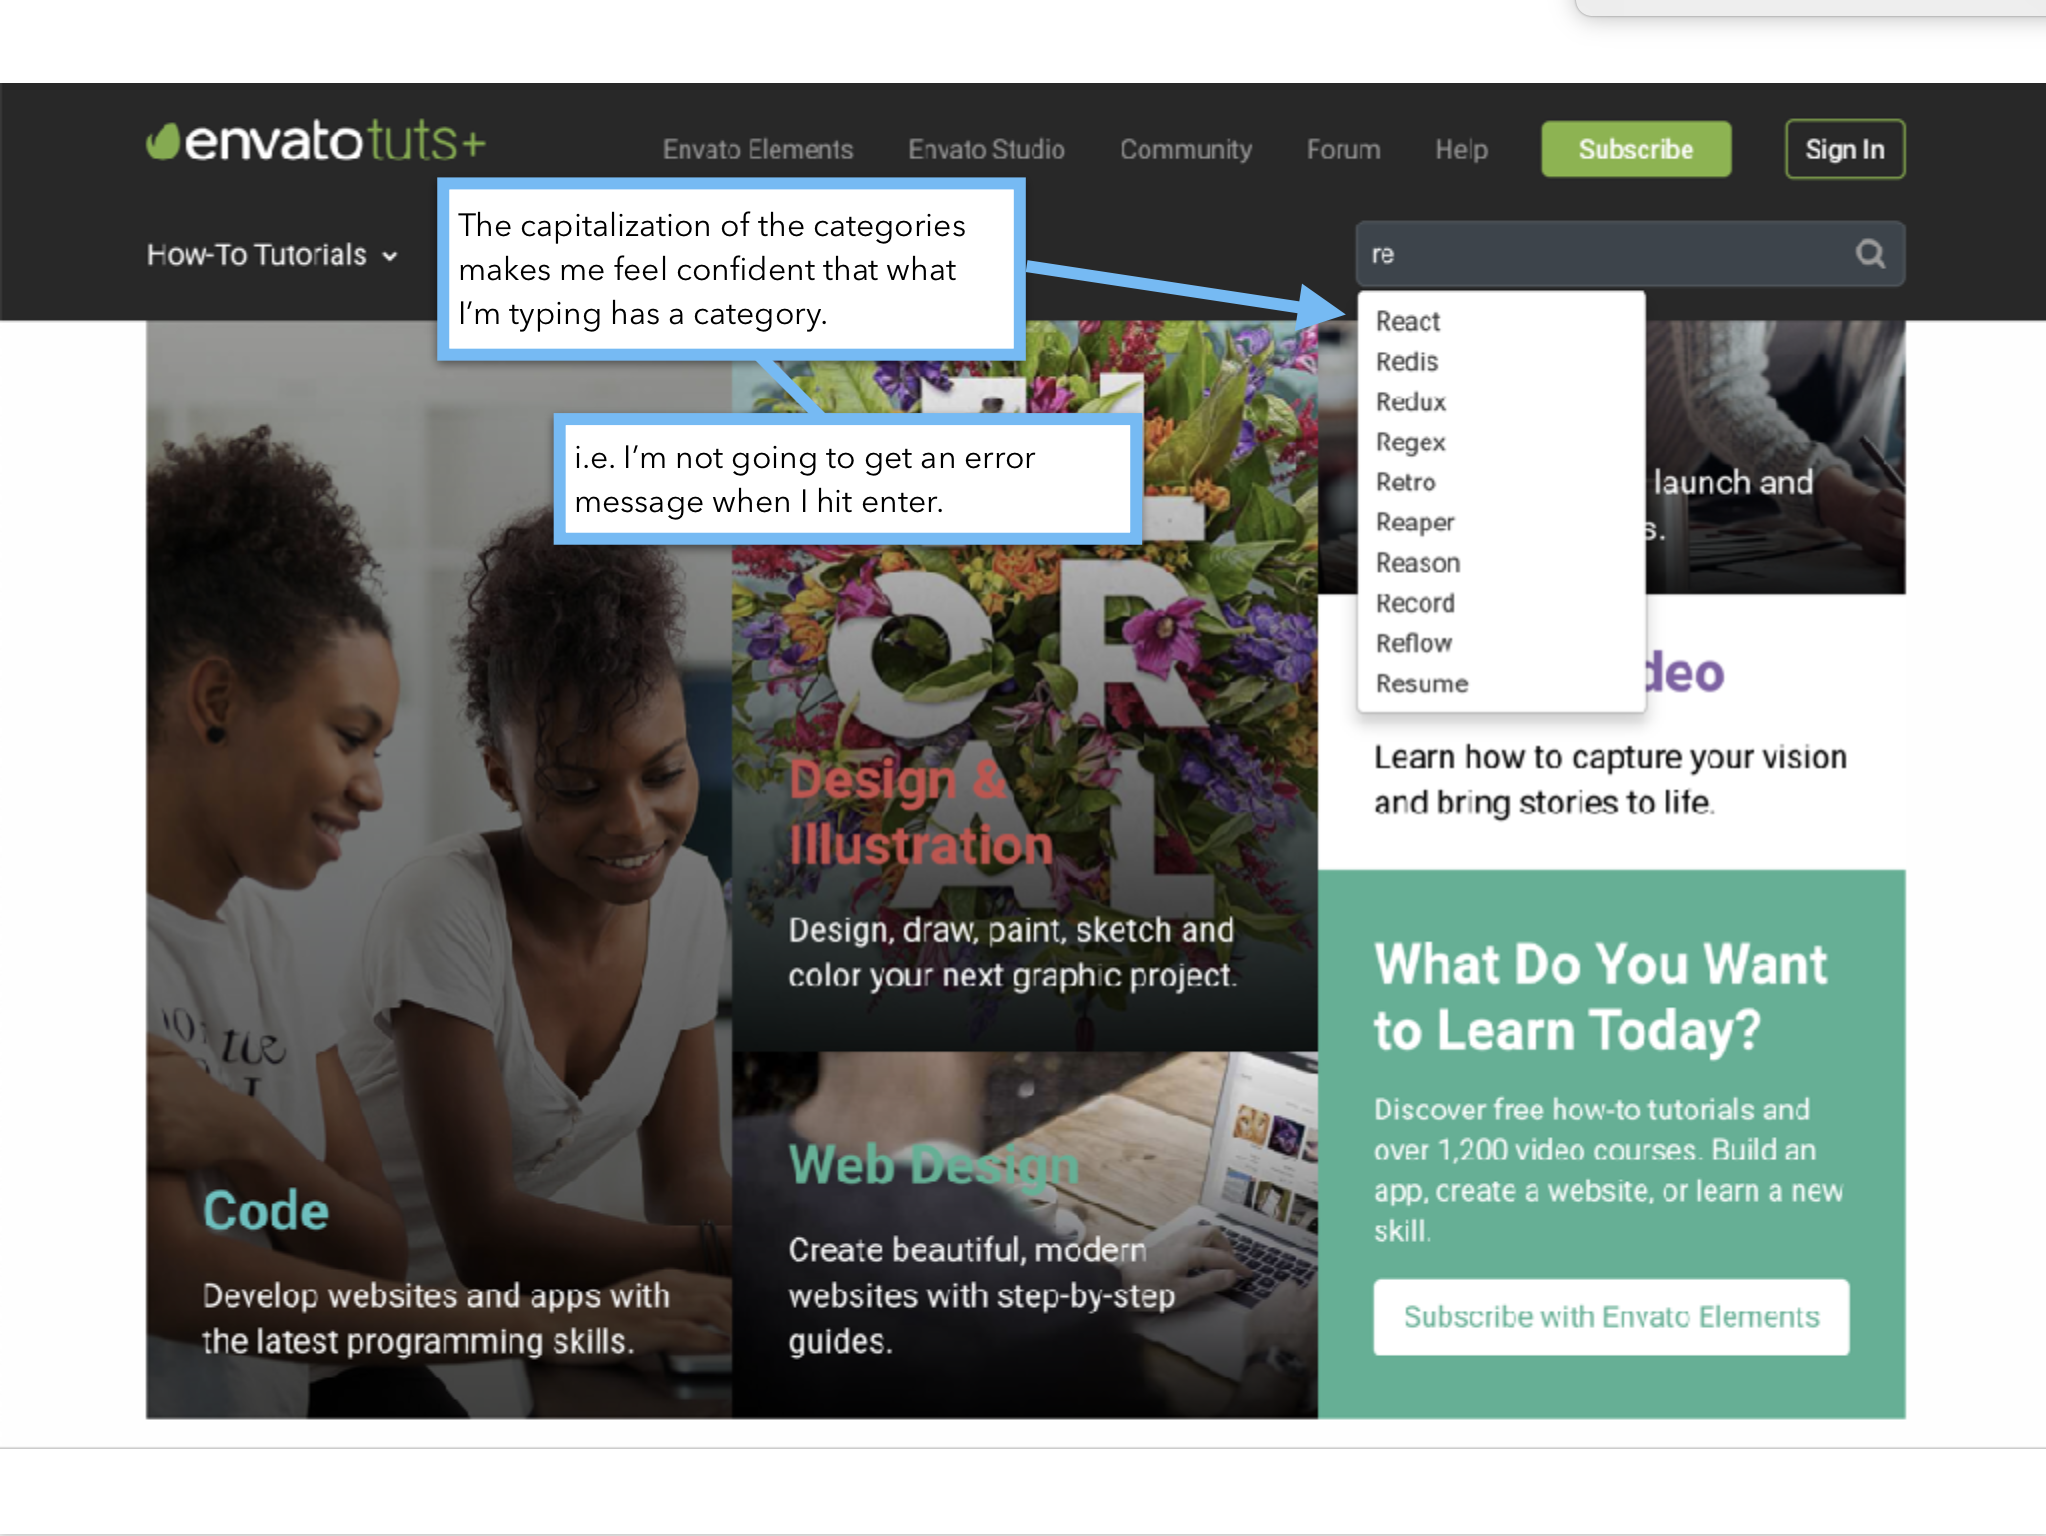 envatotuts+
Envato Elements
Envato Studio
Community
Forum
Help
Subscribe
Sign In
How-To Tutorials
The capitalization of the categories
makes me feel confident that what
I'm typing has a category.
i.e. I'm not going to get an error
message when I hit enter.
re
React
Redis
Redux
Regex
Retro
Reaper
Reason
Record
Reflow
Resume
launch and
s.
deo
Learn how to capture your vision
and bring stories to life.
ORAL
Design &
Illustration
Design, draw, paint, sketch and
color your next graphic project.
Code
Develop websites and apps with
the latest programming skills.
Web Design
Create beautiful, modern
websites with step-by-step
guides.
What Do You Want
to Learn Today?
Discover free how-to tutorials and
over 1,200 video courses. Build an
app, create a website, or learn a new
skill.
Subscribe with Envato Elements